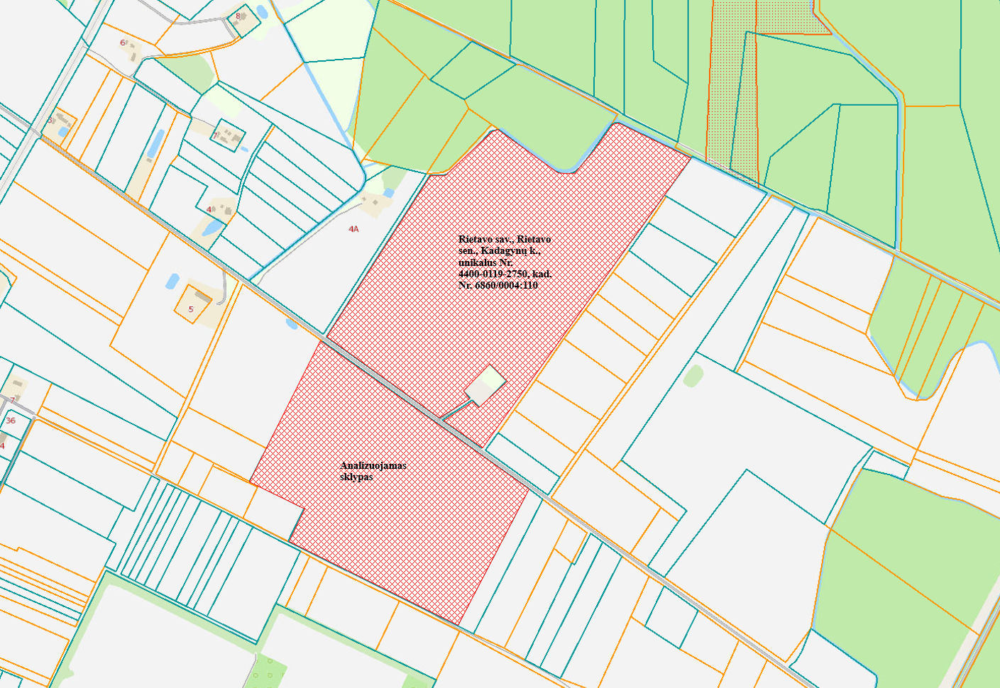 8
6
3
7
4
4A
Rietavo sav., Rietavo
sen., Kadagynų k.,
unikalus Nr.
4400-0119-2750, kad.
Nr. 6860/0004:110
5
7
36
4
Analizuojamas
sklypas